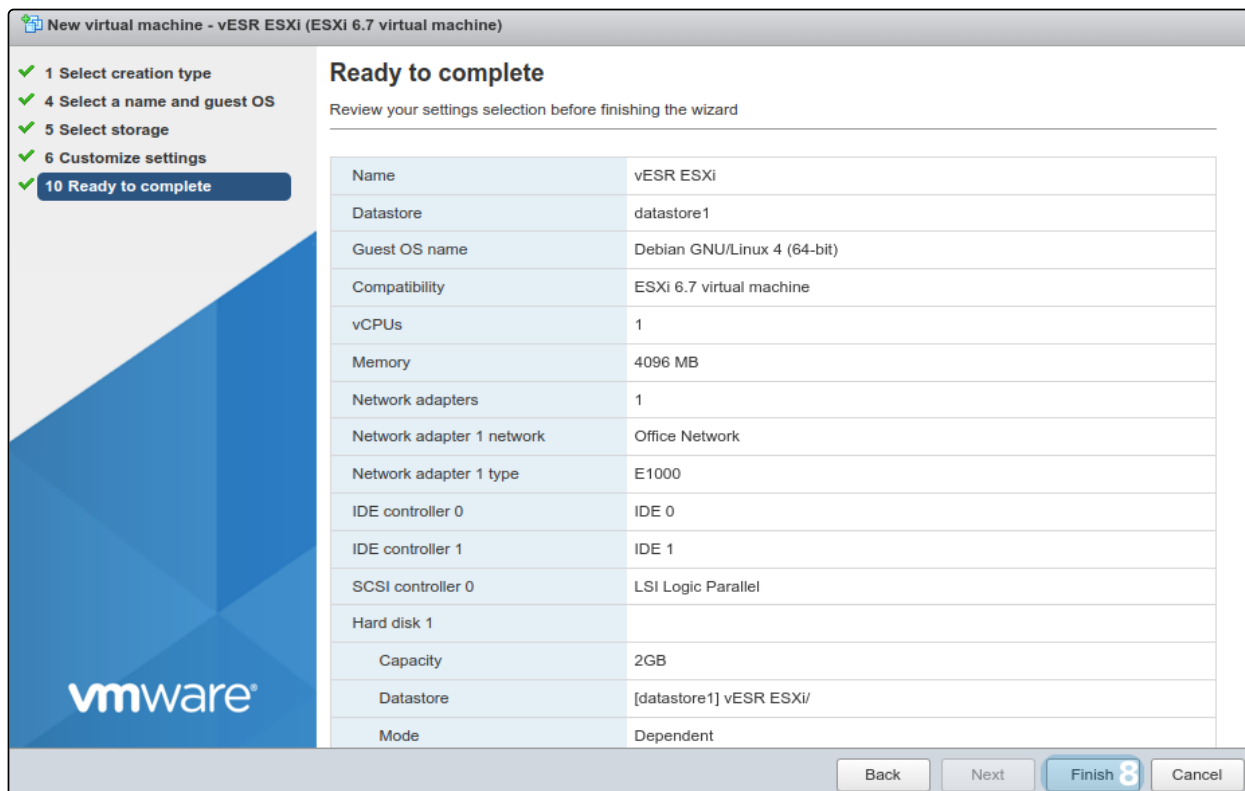 New virtual machine - vESR ESXi (ESXi 6.7 virtual machine)
1 Select creation type
4 Select a name and guest OS
5 Select storage
6 Customize settings
10 Ready to complete
Ready to complete
Review your settings selection before finishing the wizard
Name vESR ESXi
Datastore datastore1
Guest OS name Debian GNU/Linux 4 (64-bit)
Compatibility ESXi 6.7 virtual machine
vCPUs 1
Memory 4096 MB
Network adapters 1
Network adapter 1 network Office Network
Network adapter 1 type E1000
IDE controller 0 IDE 0
IDE controller 1 IDE 1
SCSI controller 0 LSI Logic Parallel
Hard disk 1
Capacity 2GB
Datastore [datastore1] vESR ESXi/
Mode Dependent
vmware®
Back Next Finish 8 Cancel